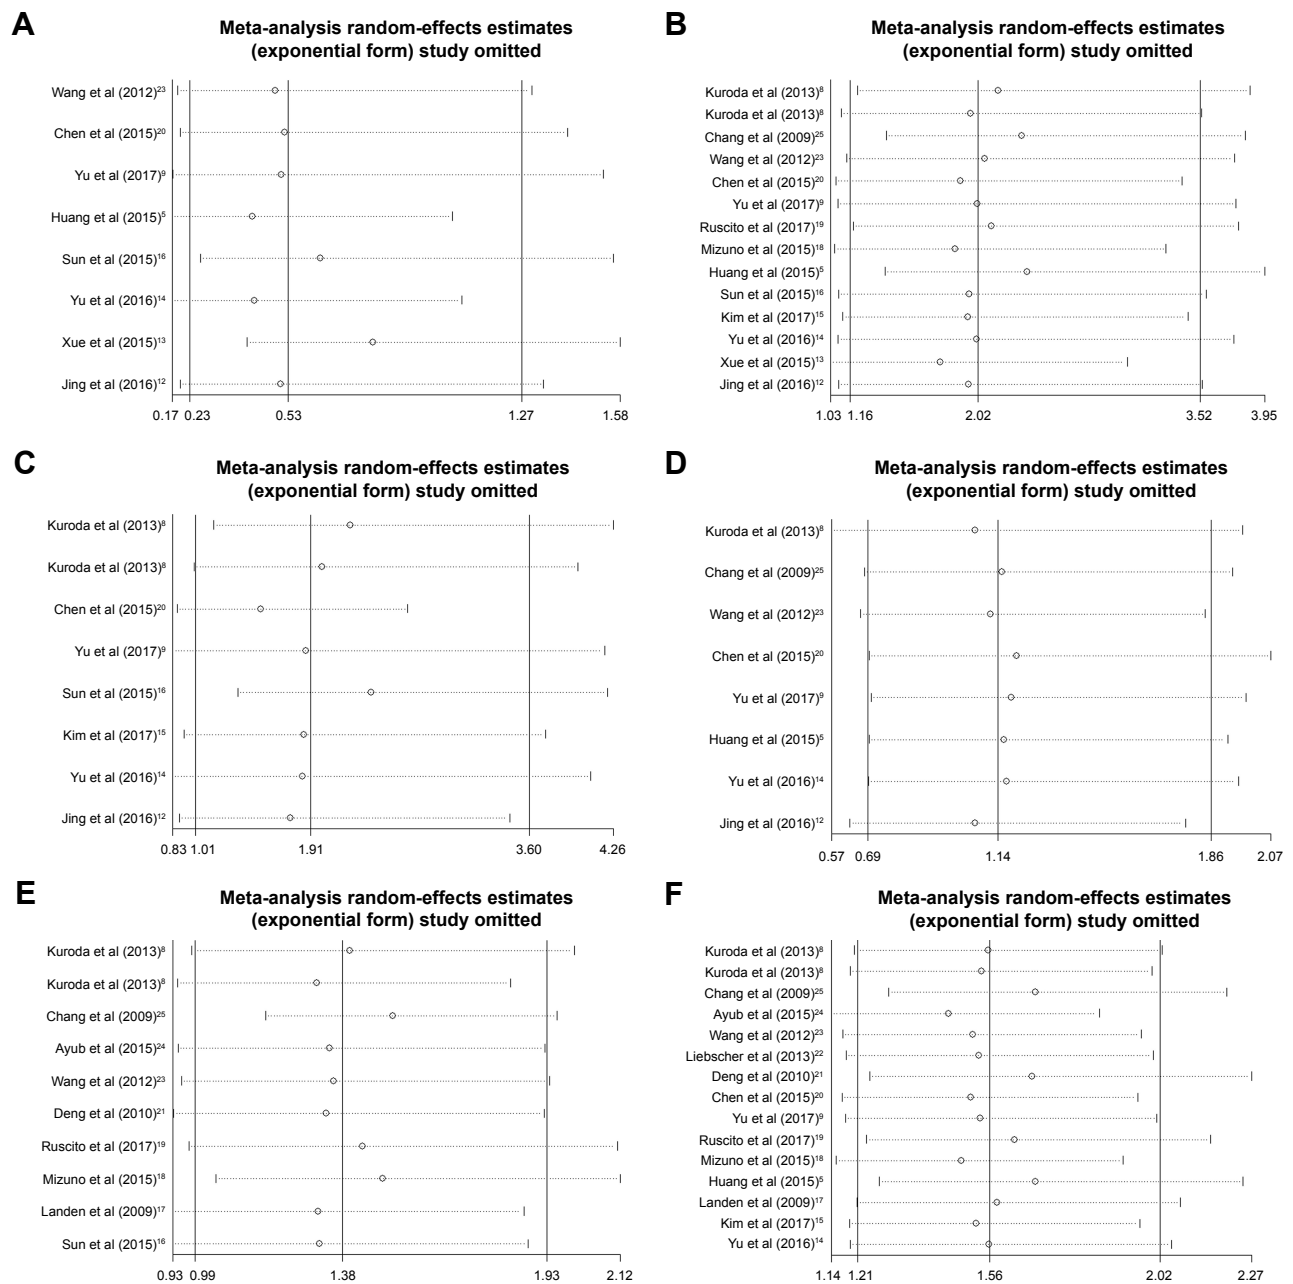 A
Meta-analysis random-effects estimates
(exponential form) study omitted
Wang et al (2012)²³
Chen et al (2015)²⁰
Yu et al (2017)⁹
Huang et al (2015)⁵
Sun et al (2015)¹⁶
Yu et al (2016)¹⁴
Xue et al (2015)¹³
Jing et al (2016)¹²
0.17 0.23 0.53 1.27 1.58
B
Meta-analysis random-effects estimates
(exponential form) study omitted
Kuroda et al (2013)⁸
Kuroda et al (2013)⁸
Chang et al (2009)²⁵
Wang et al (2012)²³
Chen et al (2015)²⁰
Yu et al (2017)⁹
Ruscito et al (2017)¹⁹
Mizuno et al (2015)¹⁸
Huang et al (2015)⁵
Sun et al (2015)¹⁶
Kim et al (2017)¹⁵
Yu et al (2016)¹⁴
Xue et al (2015)¹³
Jing et al (2016)¹²
1.03 1.16 2.02 3.52 3.95
C
Meta-analysis random-effects estimates
(exponential form) study omitted
Kuroda et al (2013)⁸
Kuroda et al (2013)⁸
Chen et al (2015)²⁰
Yu et al (2017)⁹
Sun et al (2015)¹⁶
Kim et al (2017)¹⁵
Yu et al (2016)¹⁴
Jing et al (2016)¹²
0.83 1.01 1.91 3.60 4.26
D
Meta-analysis random-effects estimates
(exponential form) study omitted
Kuroda et al (2013)⁸
Chang et al (2009)²⁵
Wang et al (2012)²³
Chen et al (2015)²⁰
Yu et al (2017)⁹
Huang et al (2015)⁵
Yu et al (2016)¹⁴
Jing et al (2016)¹²
0.57 0.69 1.14 1.86 2.07
E
Meta-analysis random-effects estimates
(exponential form) study omitted
Kuroda et al (2013)⁸
Kuroda et al (2013)⁸
Chang et al (2009)²⁵
Ayub et al (2015)²⁴
Wang et al (2012)²³
Deng et al (2010)²¹
Ruscito et al (2017)¹⁹
Mizuno et al (2015)¹⁸
Landen et al (2009)¹⁷
Sun et al (2015)¹⁶
0.93 0.99 1.38 1.93 2.12
F
Meta-analysis random-effects estimates
(exponential form) study omitted
Kuroda et al (2013)⁸
Kuroda et al (2013)⁸
Chang et al (2009)²⁵
Ayub et al (2015)²⁴
Wang et al (2012)²³
Liebscher et al (2013)²²
Deng et al (2010)²¹
Chen et al (2015)²⁰
Yu et al (2017)⁹
Ruscito et al (2017)¹⁹
Mizuno et al (2015)¹⁸
Huang et al (2015)⁵
Landen et al (2009)¹⁷
Kim et al (2017)¹⁵
Yu et al (2016)¹⁴
1.14 1.21 1.56 2.02 2.27